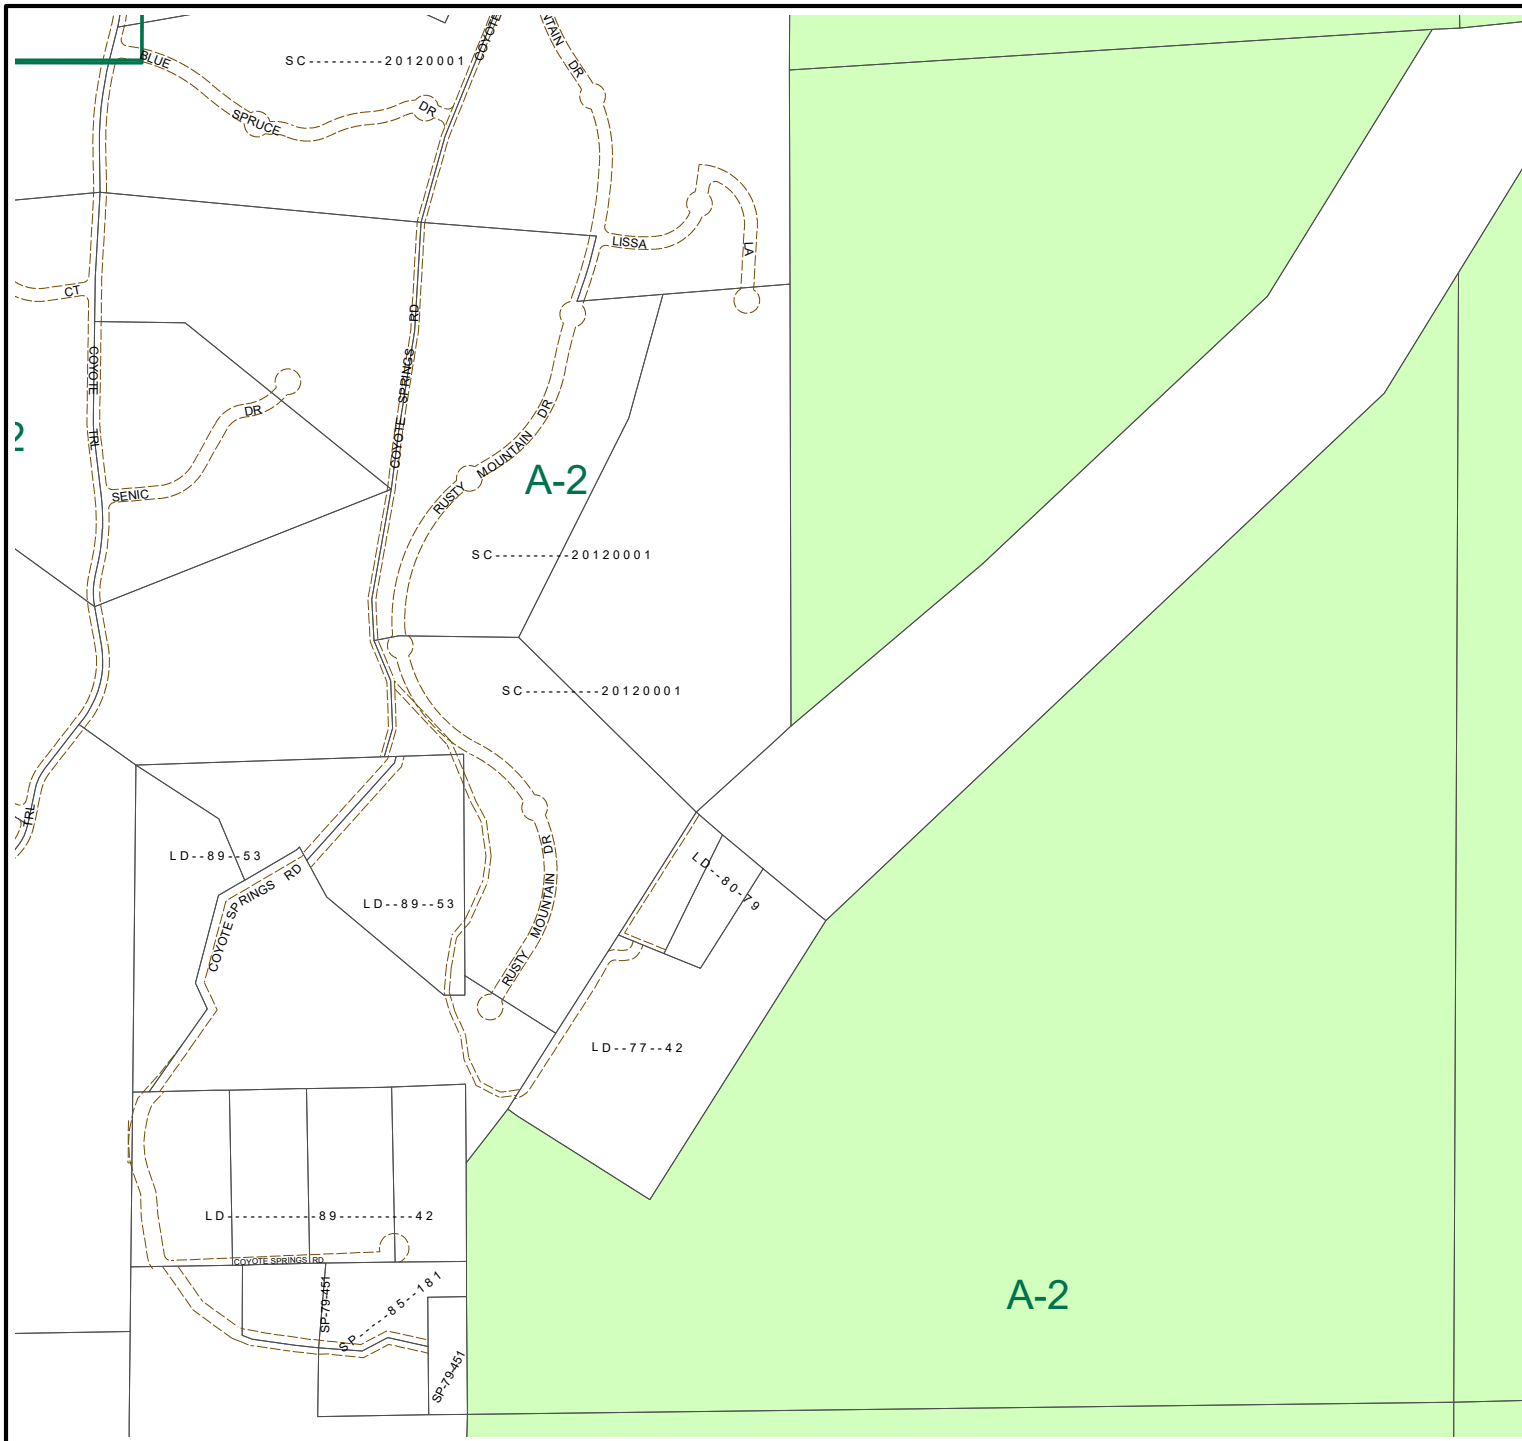 COYOTE
NTAIN DR
BLUE SPRUCE DR
SC----------20120001
LISSA
LA
CT
COYOTE TRL
COYOTE SPRINGS RD
SENIC DR
2
A-2
RUSTY MOUNTAIN DR
SC----------20120001
SC----------20120001
TRL
LD--89--53
COYOTE SPRINGS RD
LD--89--53
RUSTY MOUNTAIN DR
LD--80-79
LD--77--42
LD------------89----------42
COYOTE SPRINGS RD
SP-79-451
SP------85--181
SP-79-451
A-2